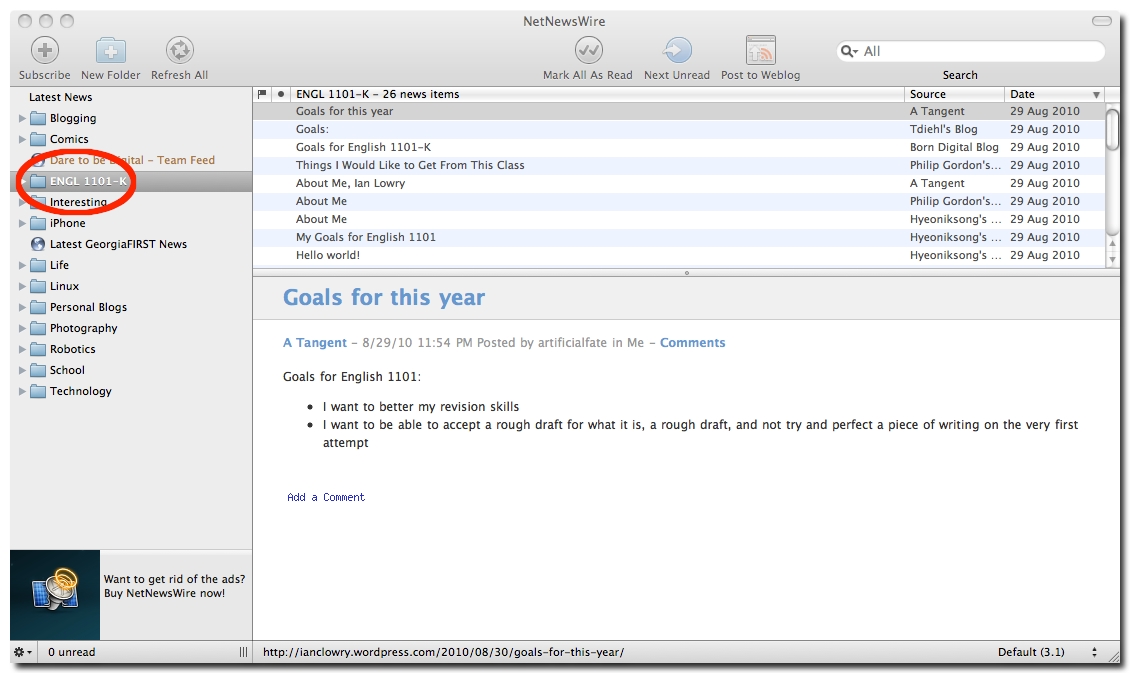 NetNewsWire
Subscribe New Folder Refresh All Mark All As Read Next Unread Post to Weblog Search
All
Latest News
Blogging
Comics
Dare to be Digital – Team Feed
ENGL 1101-K
Interesting
iPhone
Latest GeorgiaFIRST News
Life
Linux
Personal Blogs
Photography
Robotics
School
Technology
Want to get rid of the ads?
Buy NetNewsWire now!
0 unread
ENGL 1101-K – 26 news items Source Date
Goals for this year A Tangent 29 Aug 2010
Goals: Tdiehl's Blog 29 Aug 2010
Goals for English 1101-K Born Digital Blog 29 Aug 2010
Things I Would Like to Get From This Class Philip Gordon's... 29 Aug 2010
About Me, Ian Lowry A Tangent 29 Aug 2010
About Me Philip Gordon's... 29 Aug 2010
About Me Hyeoniksong's ... 29 Aug 2010
My Goals for English 1101 Hyeoniksong's ... 29 Aug 2010
Hello world! Hyeoniksong's ... 29 Aug 2010
Goals for this year
A Tangent – 8/29/10 11:54 PM Posted by artificialfate in Me – Comments
Goals for English 1101:
• I want to better my revision skills
• I want to be able to accept a rough draft for what it is, a rough draft, and not try and perfect a piece of writing on the very first
attempt
Add a Comment
http://ianclowry.wordpress.com/2010/08/30/goals-for-this-year/ Default (3.1)